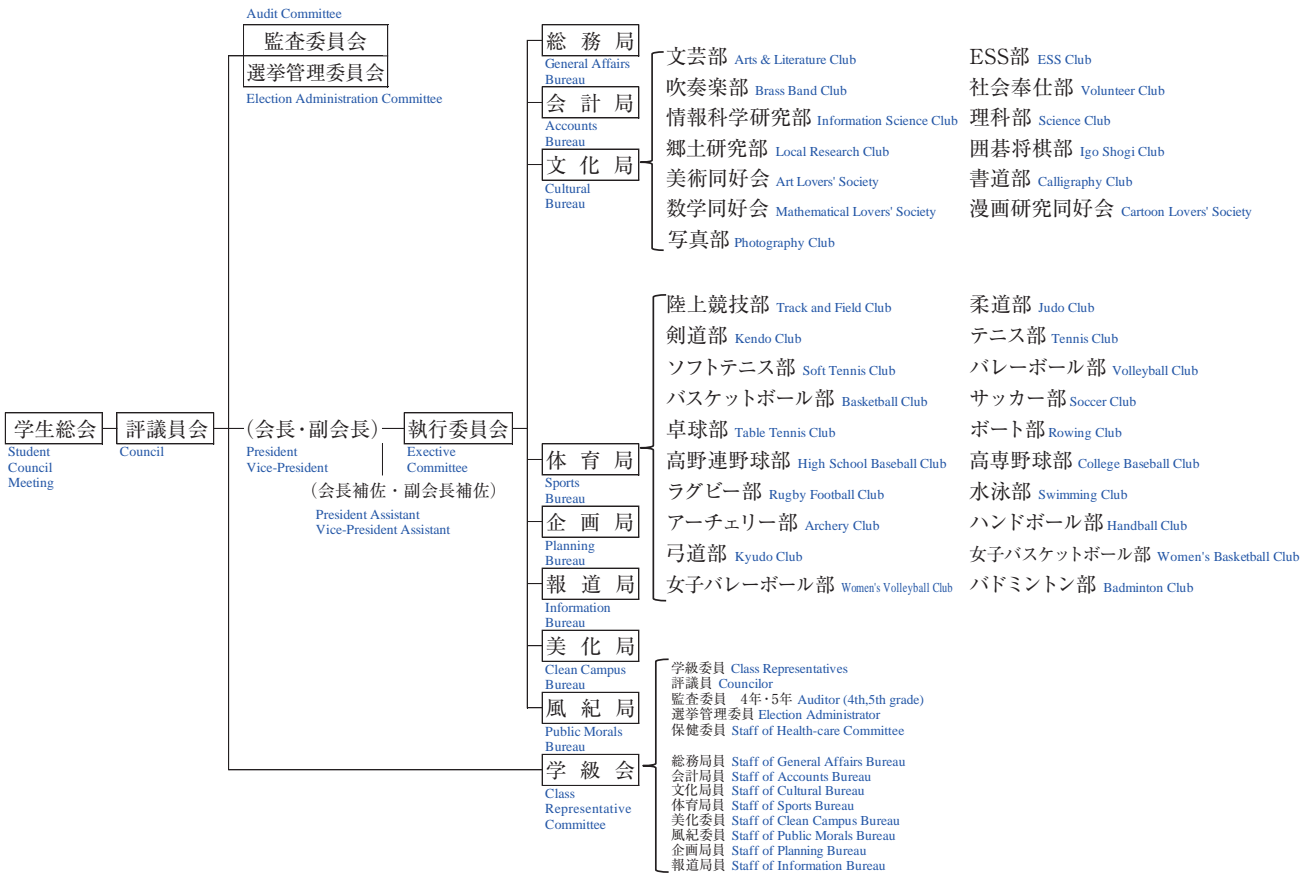 Audit Committee
監査委員会
選挙管理委員会
Election Administration Committee
学生総会
Student
Council
Meeting
評議員会
Council
(会長・副会長)
President
Vice-President
(会長補佐・副会長補佐)
President Assistant
Vice-President Assistant
執行委員会
Exective
Committee
総務局
General Affairs
Bureau
会計局
Accounts
Bureau
文化局
Cultural
Bureau
文芸部 Arts & Literature Club
ESS部 ESS Club
吹奏楽部 Brass Band Club
社会奉仕部 Volunteer Club
情報科学研究部 Information Science Club
理科部 Science Club
郷土研究部 Local Research Club
囲碁将棋部 Igo Shogi Club
美術同好会 Art Lovers' Society
書道部 Calligraphy Club
数学同好会 Mathematical Lovers' Society
漫画研究同好会 Cartoon Lovers' Society
写真部 Photography Club
体育局
Sports
Bureau
陸上競技部 Track and Field Club
柔道部 Judo Club
剣道部 Kendo Club
テニス部 Tennis Club
ソフトテニス部 Soft Tennis Club
バレーボール部 Volleyball Club
バスケットボール部 Basketball Club
サッカー部 Soccer Club
卓球部 Table Tennis Club
ボート部 Rowing Club
高野連野球部 High School Baseball Club
高専野球部 College Baseball Club
ラグビー部 Rugby Football Club
水泳部 Swimming Club
アーチェリー部 Archery Club
ハンドボール部 Handball Club
弓道部 Kyudo Club
女子バスケットボール部 Women's Basketball Club
女子バレーボール部 Women's Volleyball Club
バドミントン部 Badminton Club
企画局
Planning
Bureau
報道局
Information
Bureau
美化局
Clean Campus
Bureau
風紀局
Public Morals
Bureau
学級会
Class
Representative
Committee
学級委員 Class Representatives
評議員 Councilor
監査委員 4年・5年 Auditor (4th,5th grade)
選挙管理委員 Election Administrator
保健委員 Staff of Health-care Committee
総務局員 Staff of General Affairs Bureau
会計局員 Staff of Accounts Bureau
文化局員 Staff of Cultural Bureau
体育局員 Staff of Sports Bureau
美化委員 Staff of Clean Campus Bureau
風紀委員 Staff of Public Morals Bureau
企画局員 Staff of Planning Bureau
報道局員 Staff of Information Bureau